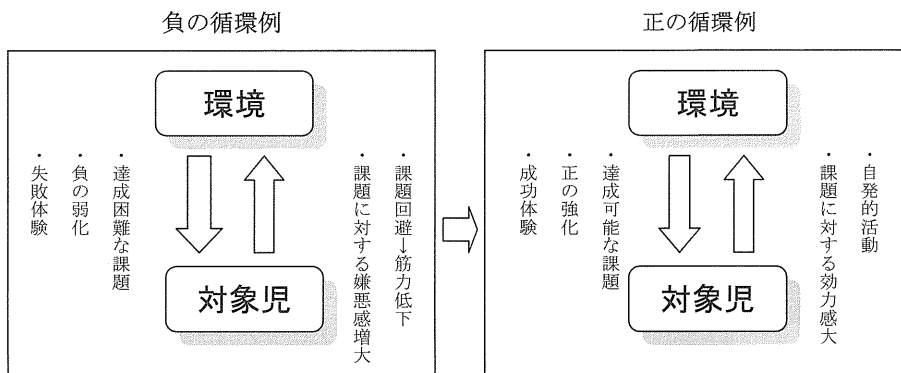 負の循環例
環境
・達成困難な課題
・負の弱化
・失敗体験
・課題回避→筋力低下
・課題に対する嫌悪感増大
対象児
正の循環例
環境
・達成可能な課題
・正の強化
・成功体験
・自発的活動
・課題に対する効力感大
対象児